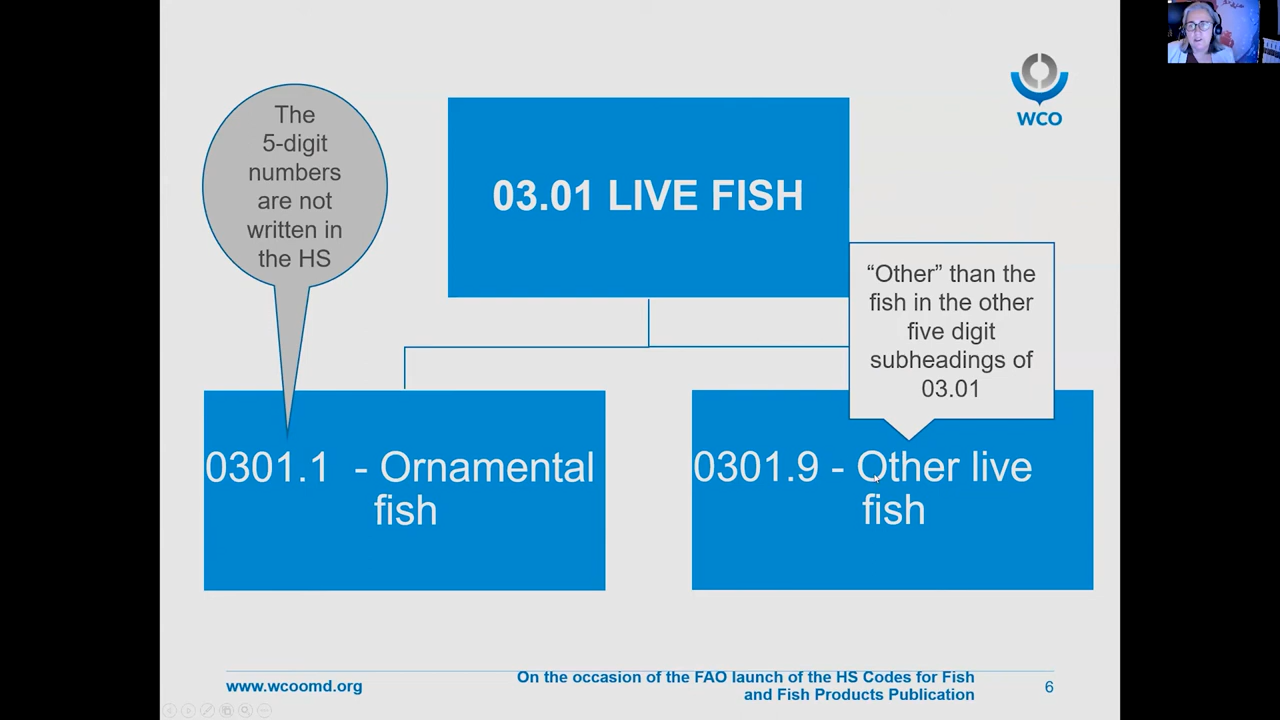 The
5-digit
numbers
are not
written in
the HS
03.01 LIVE FISH
WCO
“Other” than the
fish in the other
five digit
subheadings of
03.01
0301.1 - Ornamental
fish
0301.9 - Other live
fish
www.wcoomd.org
On the occasion of the FAO launch of the HS Codes for Fish
and Fish Products Publication
6